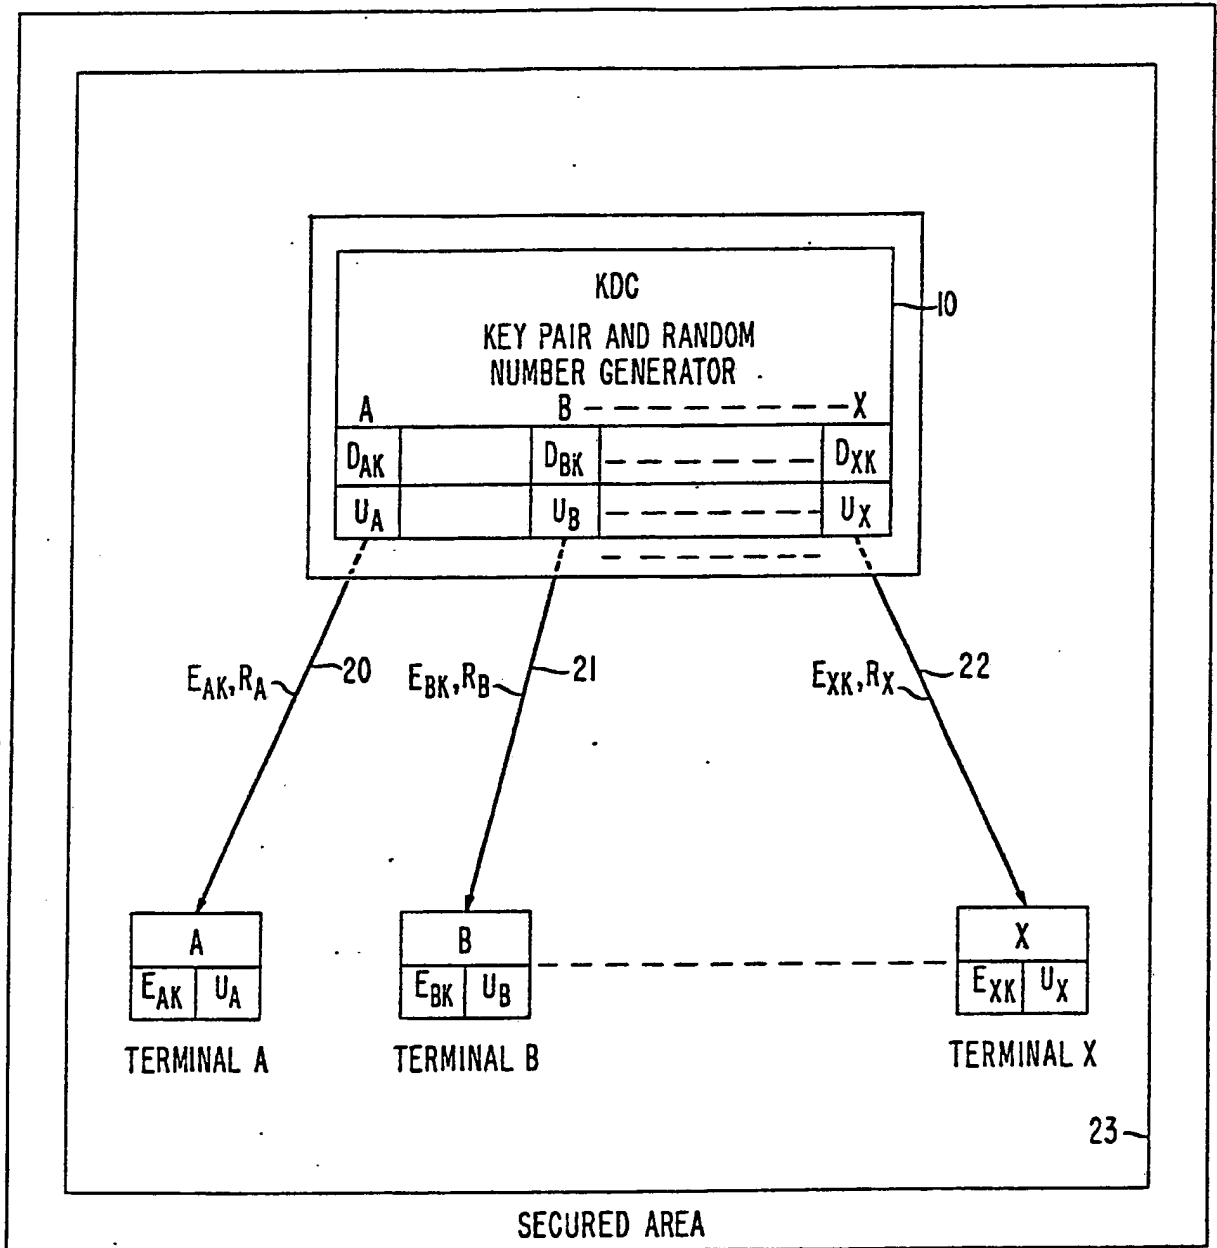 KDC
10
KEY PAIR AND RANDOM
NUMBER GENERATOR
A B X
D_AK D_BK D_XK
U_A U_B U_X
E_AK, R_A 20 E_BK, R_B 21 E_XK, R_X 22
A B X
E_AK U_A E_BK U_B E_XK U_X
TERMINAL A TERMINAL B TERMINAL X
23
SECURED AREA